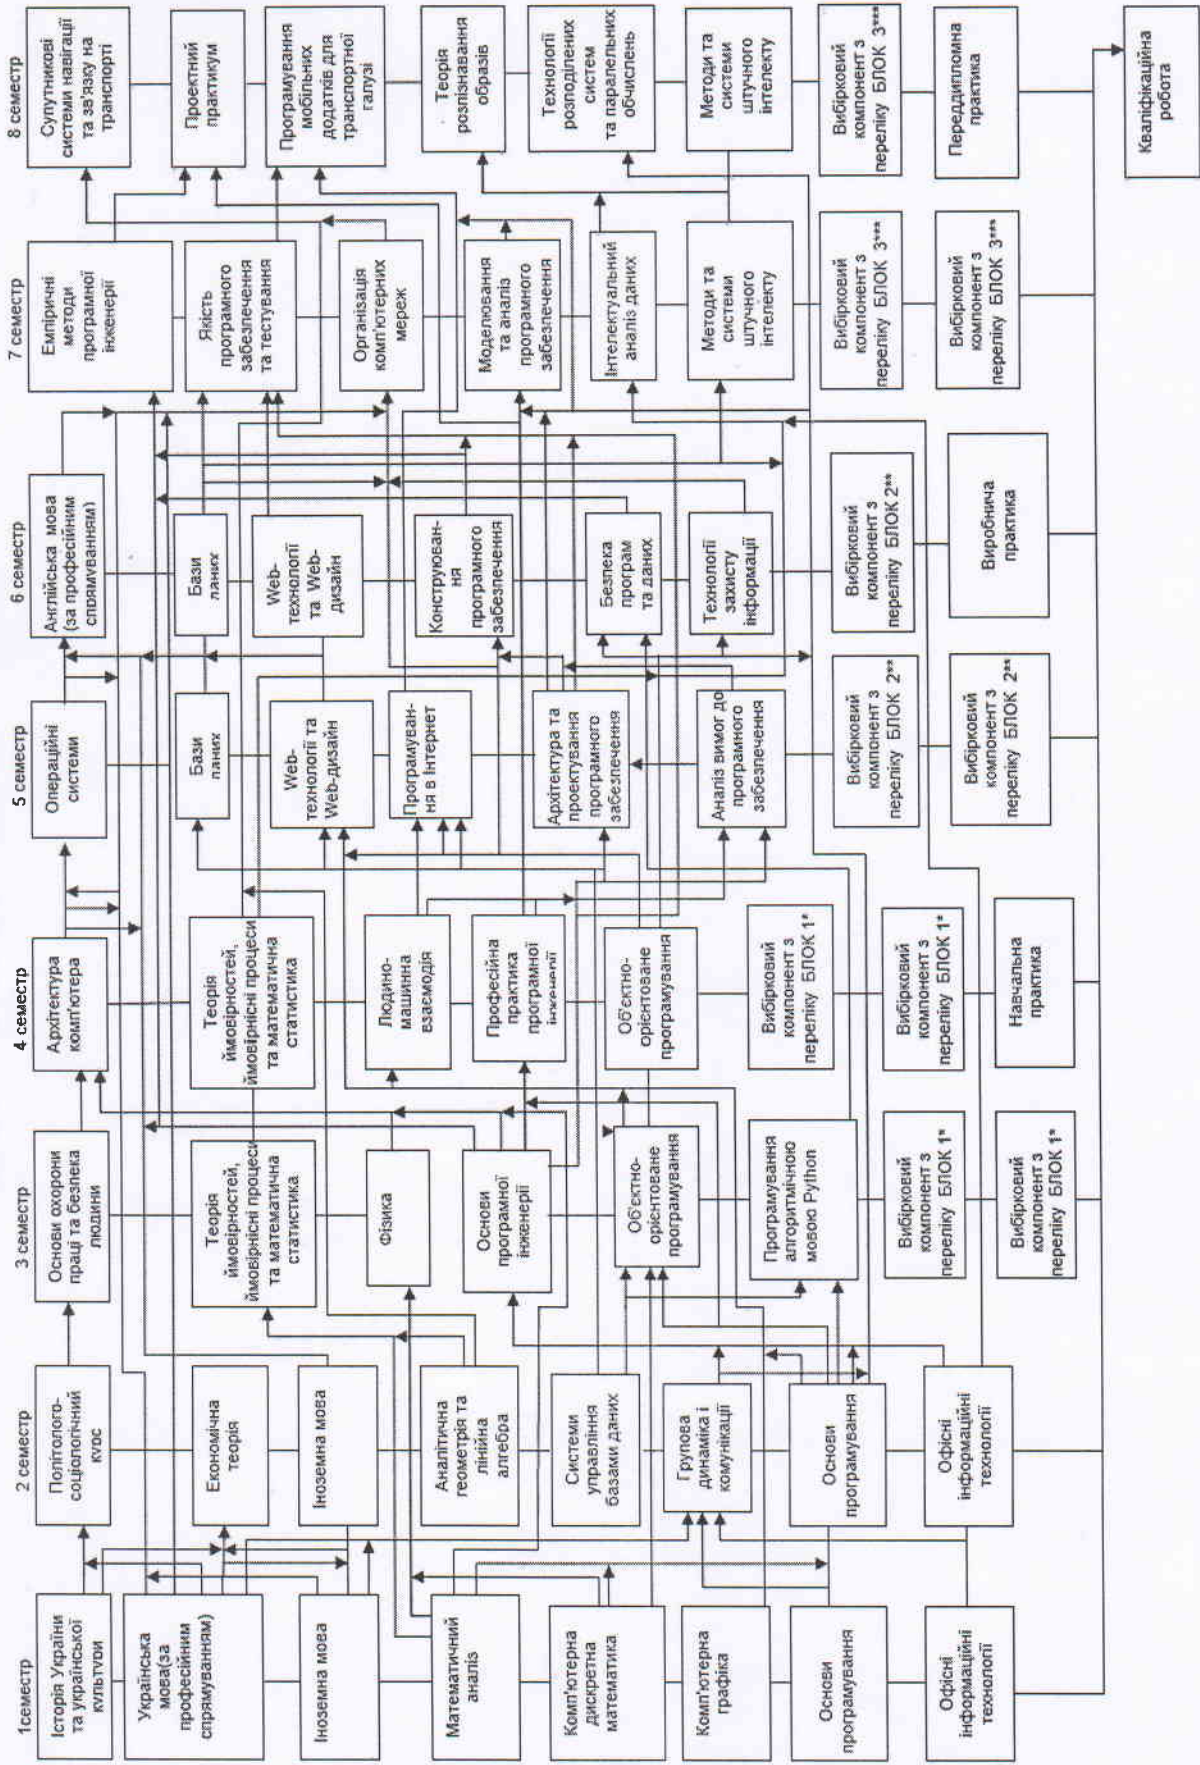 1семестр
Історія України
та української
культури
Українська
мова(за
професійним
спрямуванням)
Іноземна мова
Математичний
аналіз
Комп'ютерна
дискретна
математика
Комп'ютерна
графіка
Основи
програмування
Офісні
інформаційні
технології
2 семестр
Політолого-
соціологічний
курс
Економічна
теорія
Іноземна мова
Аналітична
геометрія та
лінійна
алгебра
Системи
управління
базами даних
Групова
динаміка і
комунікації
Основи
програмування
Офісні
інформаційні
технології
3 семестр
Основи охорони
праці та безпека
людини
Теорія
ймовірностей,
ймовірнісні процеси
та математична
статистика
Фізика
Основи
програмної
інженерії
Об'єктно-
орієнтоване
програмування
Програмування
алгоритмічною
мовою Python
Вибірковий
компонент з
переліку БЛОК 1*
Вибірковий
компонент з
переліку БЛОК 1*
4 семестр
Архітектура
комп'ютера
Теорія
ймовірностей,
ймовірнісні процеси
та математична
статистика
Людино-
машинна
взаємодія
Професійна
практика
програмної
інженерії
Об'єктно-
орієнтоване
програмування
Вибірковий
компонент з
переліку БЛОК 1*
Вибірковий
компонент з
переліку БЛОК 1*
Навчальна
практика
5 семестр
Операційні
системи
Бази
даних
Web-
технології та
Web-дизайн
Програмуван-
ня в Інтернет
Архітектура та
проектування
програмного
забезпечення
Аналіз вимог до
програмного
забезпечення
Вибірковий
компонент з
переліку БЛОК 2**
Вибірковий
компонент з
переліку БЛОК 2**
6 семестр
Англійська мова
(за професійним
спрямуванням)
Бази
даних
Web-
технології
та Web-
дизайн
Конструюван-
ня
програмного
забезпечення
Безпека
програм
та даних
Технології
захисту
інформації
Вибірковий
компонент з
переліку БЛОК 2**
Виробнича
практика
7 семестр
Емпіричні
методи
програмної
інженерії
Якість
програмного
забезпечення
та тестування
Організація
комп'ютерних
мереж
Моделювання
та аналіз
програмного
забезпечення
Інтелектуальний
аналіз даних
Методи та
системи
штучного
інтелекту
Вибірковий
компонент з
переліку БЛОК 3***
Вибірковий
компонент з
переліку БЛОК 3***
8 семестр
Супутникові
системи навігації
та зв'язку на
транспорті
Проектний
практикум
Програмування
мобільних
додатків для
транспортної
галузі
Теорія
розпізнавання
образів
Технології
розподілених
систем
та паралельних
обчислень
Методи та
системи
штучного
інтелекту
Вибірковий
компонент з
переліку БЛОК 3***
Переддипломна
практика
Кваліфікаційна
робота